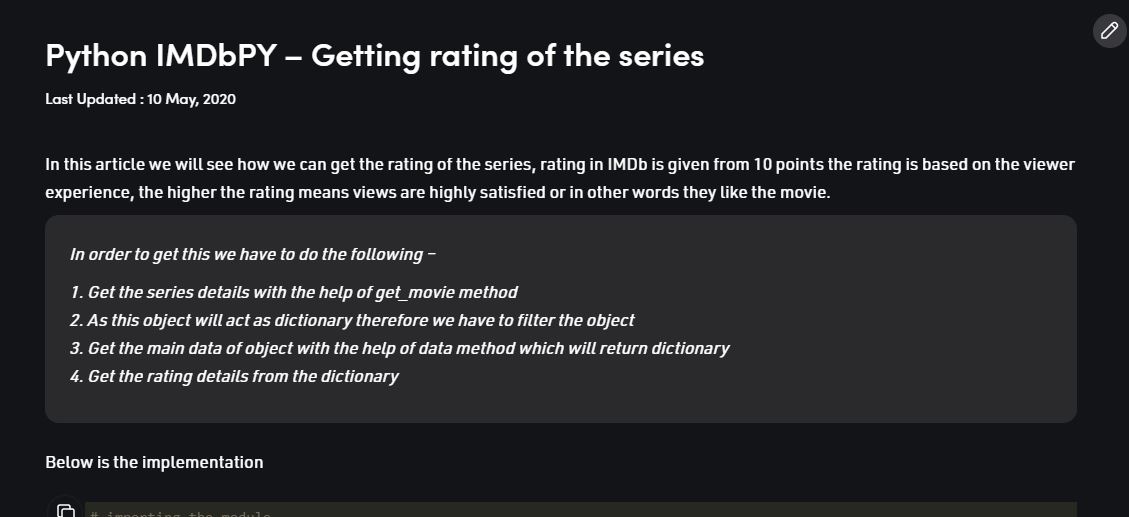 Python IMDbPY – Getting rating of the series
Last Updated : 10 May, 2020
In this article we will see how we can get the rating of the series, rating in IMDb is given from 10 points the rating is based on the viewer
experience, the higher the rating means views are highly satisfied or in other words they like the movie.
In order to get this we have to do the following –
1. Get the series details with the help of get_movie method
2. As this object will act as dictionary therefore we have to filter the object
3. Get the main data of object with the help of data method which will return dictionary
4. Get the rating details from the dictionary
Below is the implementation
# importing the module